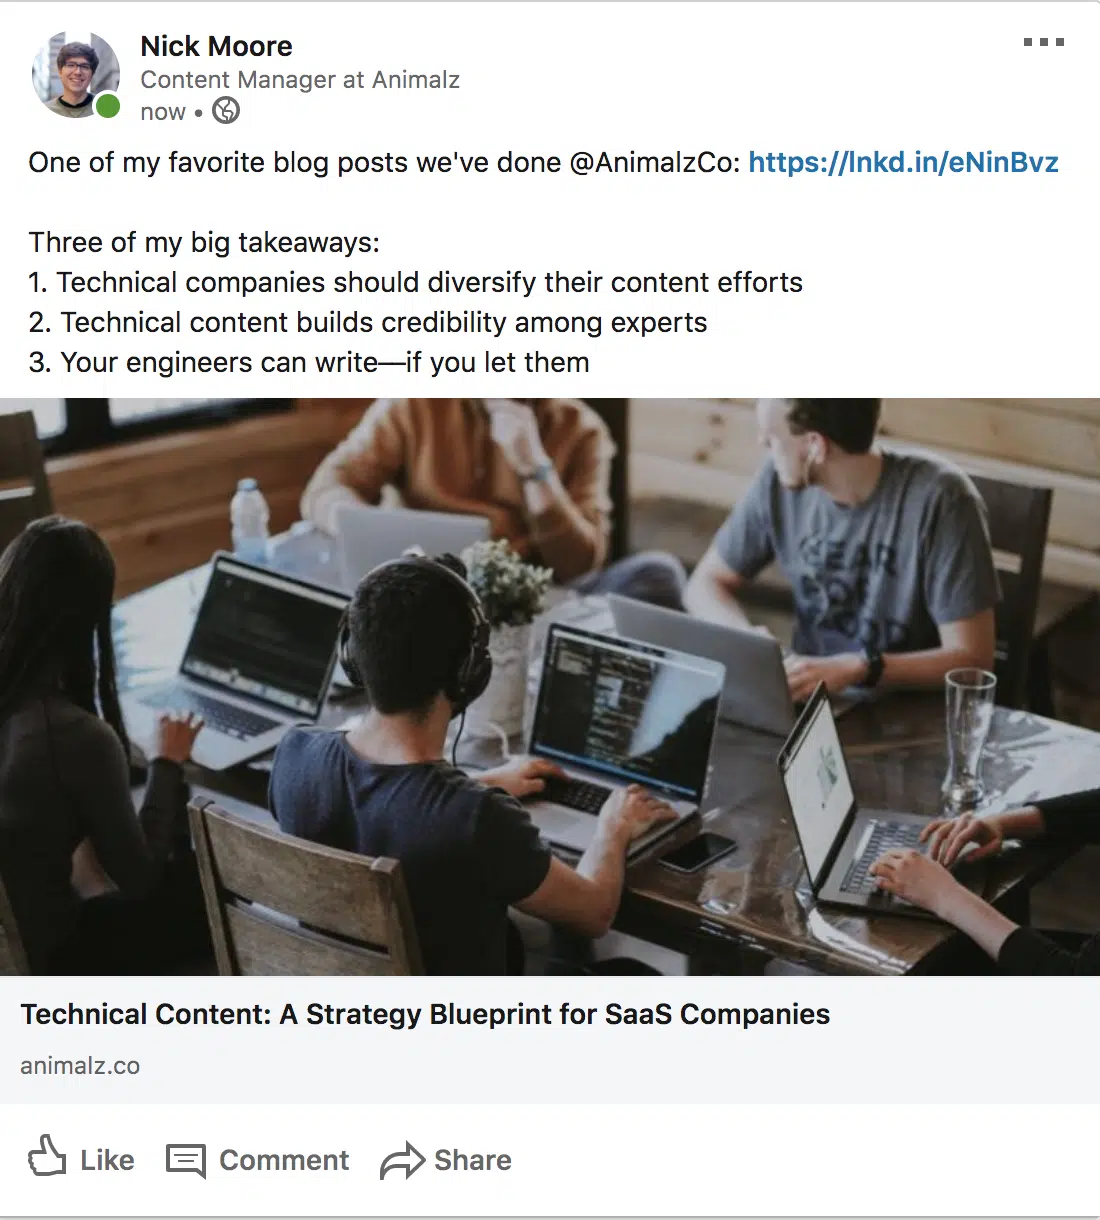 Nick Moore
Content Manager at Animalz
now •
One of my favorite blog posts we've done @AnimalzCo: https://lnkd.in/eNinBvz
Three of my big takeaways:
1. Technical companies should diversify their content efforts
2. Technical content builds credibility among experts
3. Your engineers can write—if you let them
Technical Content: A Strategy Blueprint for SaaS Companies
animalz.co
Like Comment Share